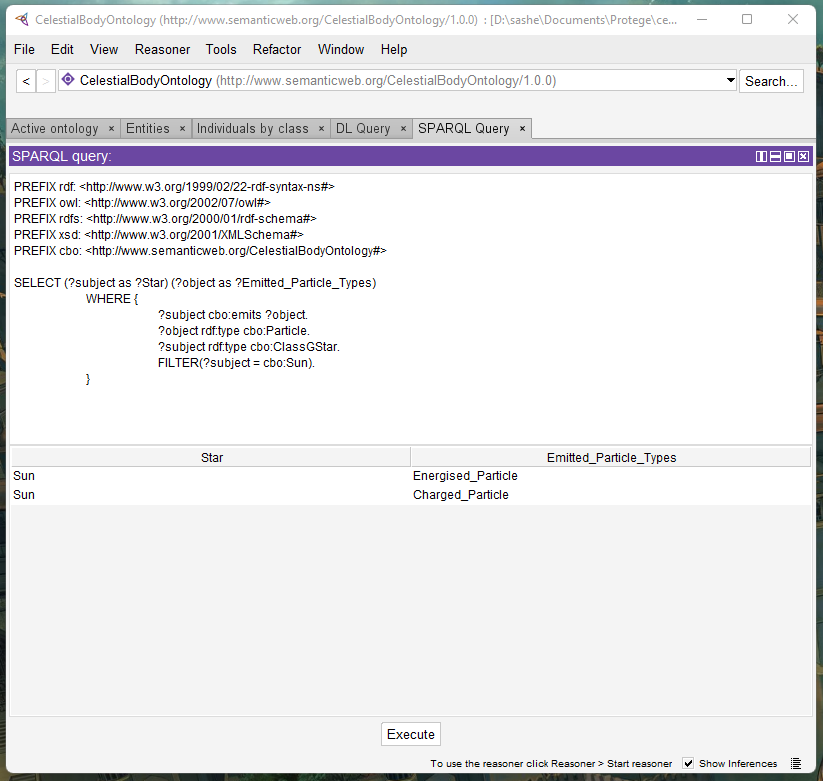 CelestialBodyOntology (http://www.semanticweb.org/CelestialBodyOntology/1.0.0) : [D:\sashe\Documents\Protege\ce...
File Edit View Reasoner Tools Refactor Window Help
< > CelestialBodyOntology (http://www.semanticweb.org/CelestialBodyOntology/1.0.0) Search...
Active ontology × Entities × Individuals by class × DL Query × SPARQL Query ×
SPARQL query:
PREFIX rdf: <http://www.w3.org/1999/02/22-rdf-syntax-ns#>
PREFIX owl: <http://www.w3.org/2002/07/owl#>
PREFIX rdfs: <http://www.w3.org/2000/01/rdf-schema#>
PREFIX xsd: <http://www.w3.org/2001/XMLSchema#>
PREFIX cbo: <http://www.semanticweb.org/CelestialBodyOntology#>
SELECT (?subject as ?Star) (?object as ?Emitted_Particle_Types)
WHERE {
?subject cbo:emits ?object.
?object rdf:type cbo:Particle.
?subject rdf:type cbo:ClassGStar.
FILTER(?subject = cbo:Sun).
}
Star Emitted_Particle_Types
Sun Energised_Particle
Sun Charged_Particle
Execute
To use the reasoner click Reasoner > Start reasoner Show Inferences